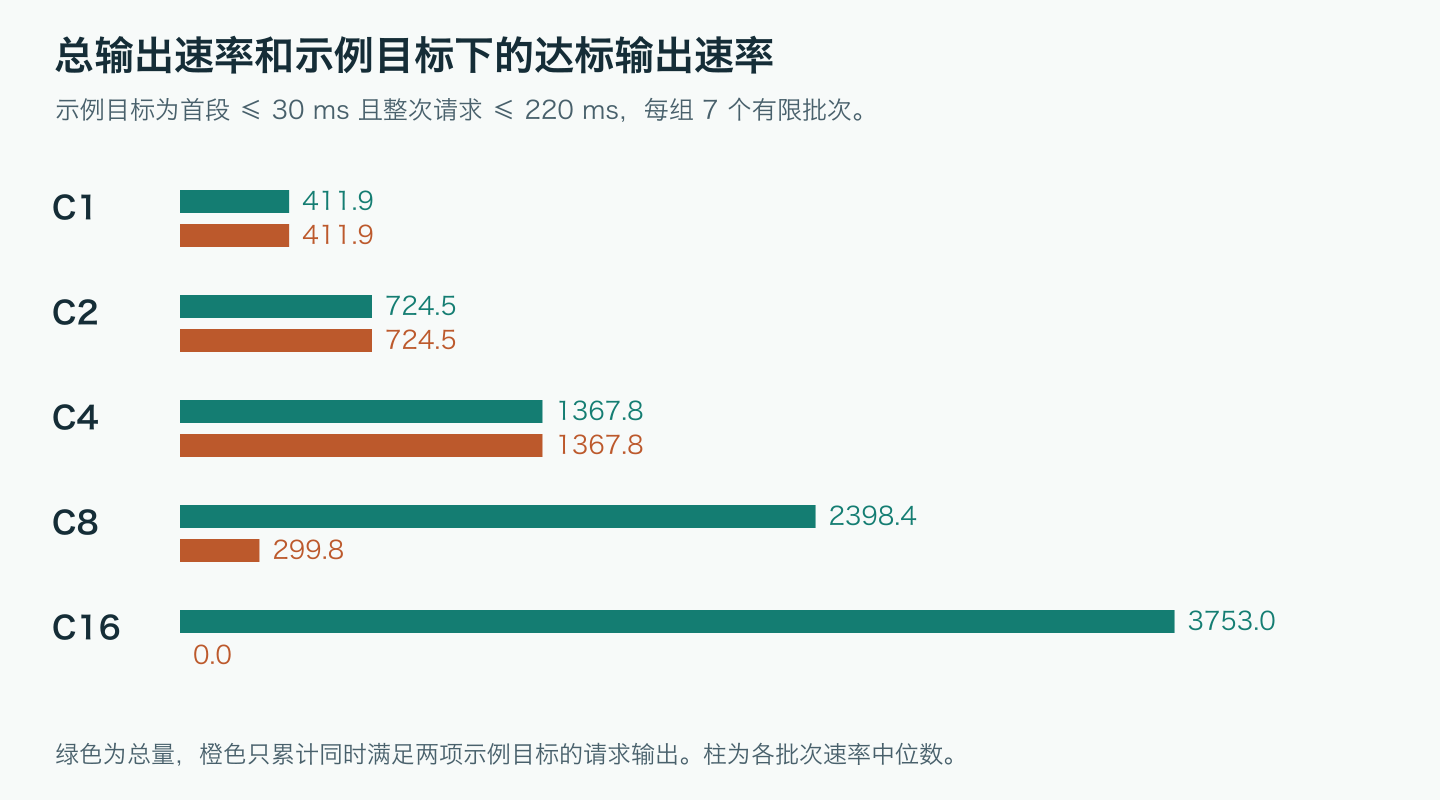 总输出速率和示例目标下的达标输出速率
示例目标为首段 ≤ 30 ms 且整次请求 ≤ 220 ms，每组 7 个有限批次。
C1
411.9
411.9
C2
724.5
724.5
C4
1367.8
1367.8
C8
2398.4
299.8
C16
3753.0
0.0
绿色为总量，橙色只累计同时满足两项示例目标的请求输出。柱为各批次速率中位数。